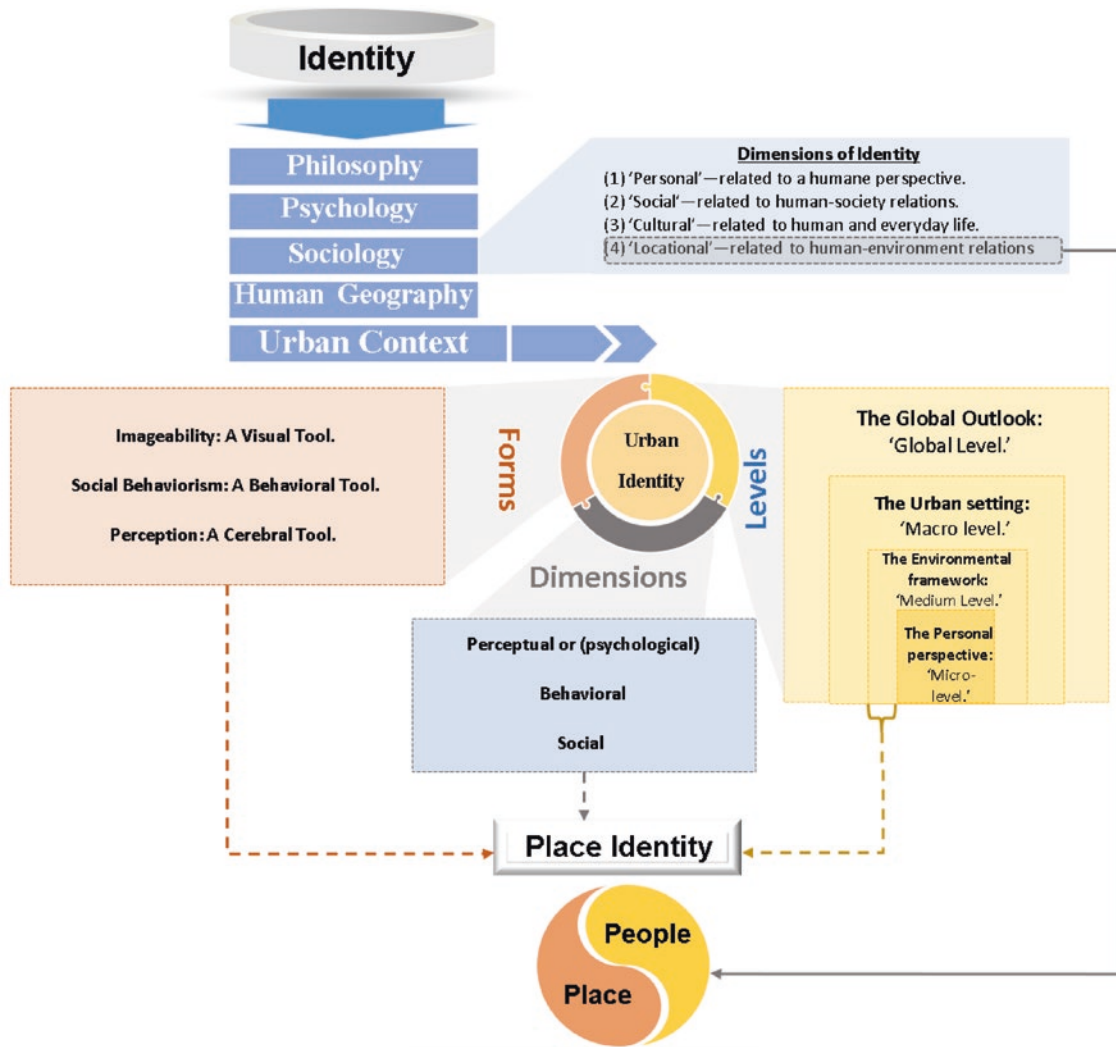 Identity
Philosophy
Psychology
Sociology
Human Geography
Urban Context
Dimensions of Identity
(1) ‘Personal’—related to a humane perspective.
(2) ‘Social’—related to human-society relations.
(3) ‘Cultural’—related to human and everyday life.
(4) ‘Locational’—related to human-environment relations
Imageability: A Visual Tool.
Social Behaviorism: A Behavioral Tool.
Perception: A Cerebral Tool.
Forms
Urban
Identity
Levels
Dimensions
The Global Outlook:
‘Global Level.’
The Urban setting:
‘Macro level.’
The Environmental
framework:
‘Medium Level.’
The Personal
perspective:
‘Micro-
level.’
Perceptual or (psychological)
Behavioral
Social
Place Identity
People
Place